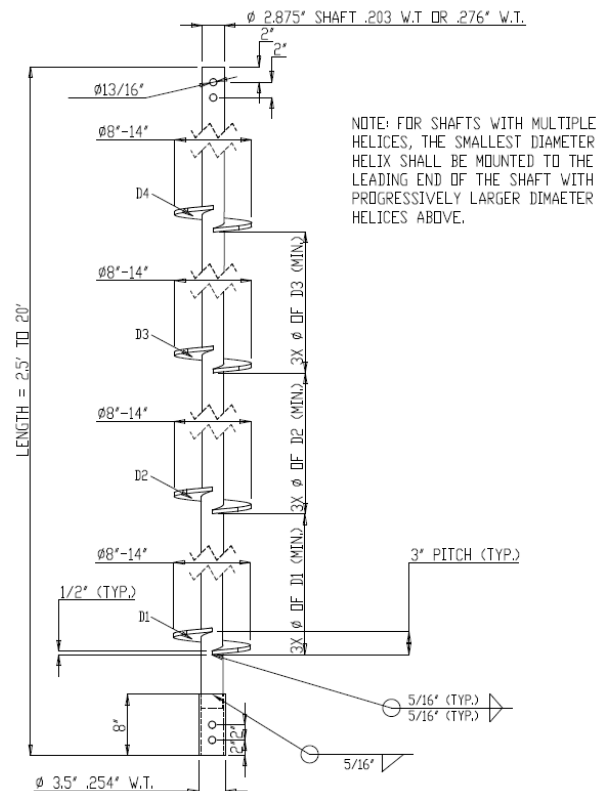 Ø 2.875" SHAFT .203 W.T OR .276" W.T.
2"
2"
Ø13/16"
NOTE: FOR SHAFTS WITH MULTIPLE
HELICES, THE SMALLEST DIAMETER
HELIX SHALL BE MOUNTED TO THE
LEADING END OF THE SHAFT WITH
PROGRESSIVELY LARGER DIMAETER
HELICES ABOVE.
Ø8"-14"
D4
3X Ø OF D3 (MIN.)
Ø8"-14"
D3
LENGTH = 2.5' TO 20'
3X Ø OF D2 (MIN.)
Ø8"-14"
D2
3X Ø OF D1 (MIN.)
Ø8"-14"
3" PITCH (TYP.)
1/2" (TYP.)
D1
5/16" (TYP.)
5/16" (TYP.)
8"
2"
2"
5/16"
Ø 3.5" .254" W.T.